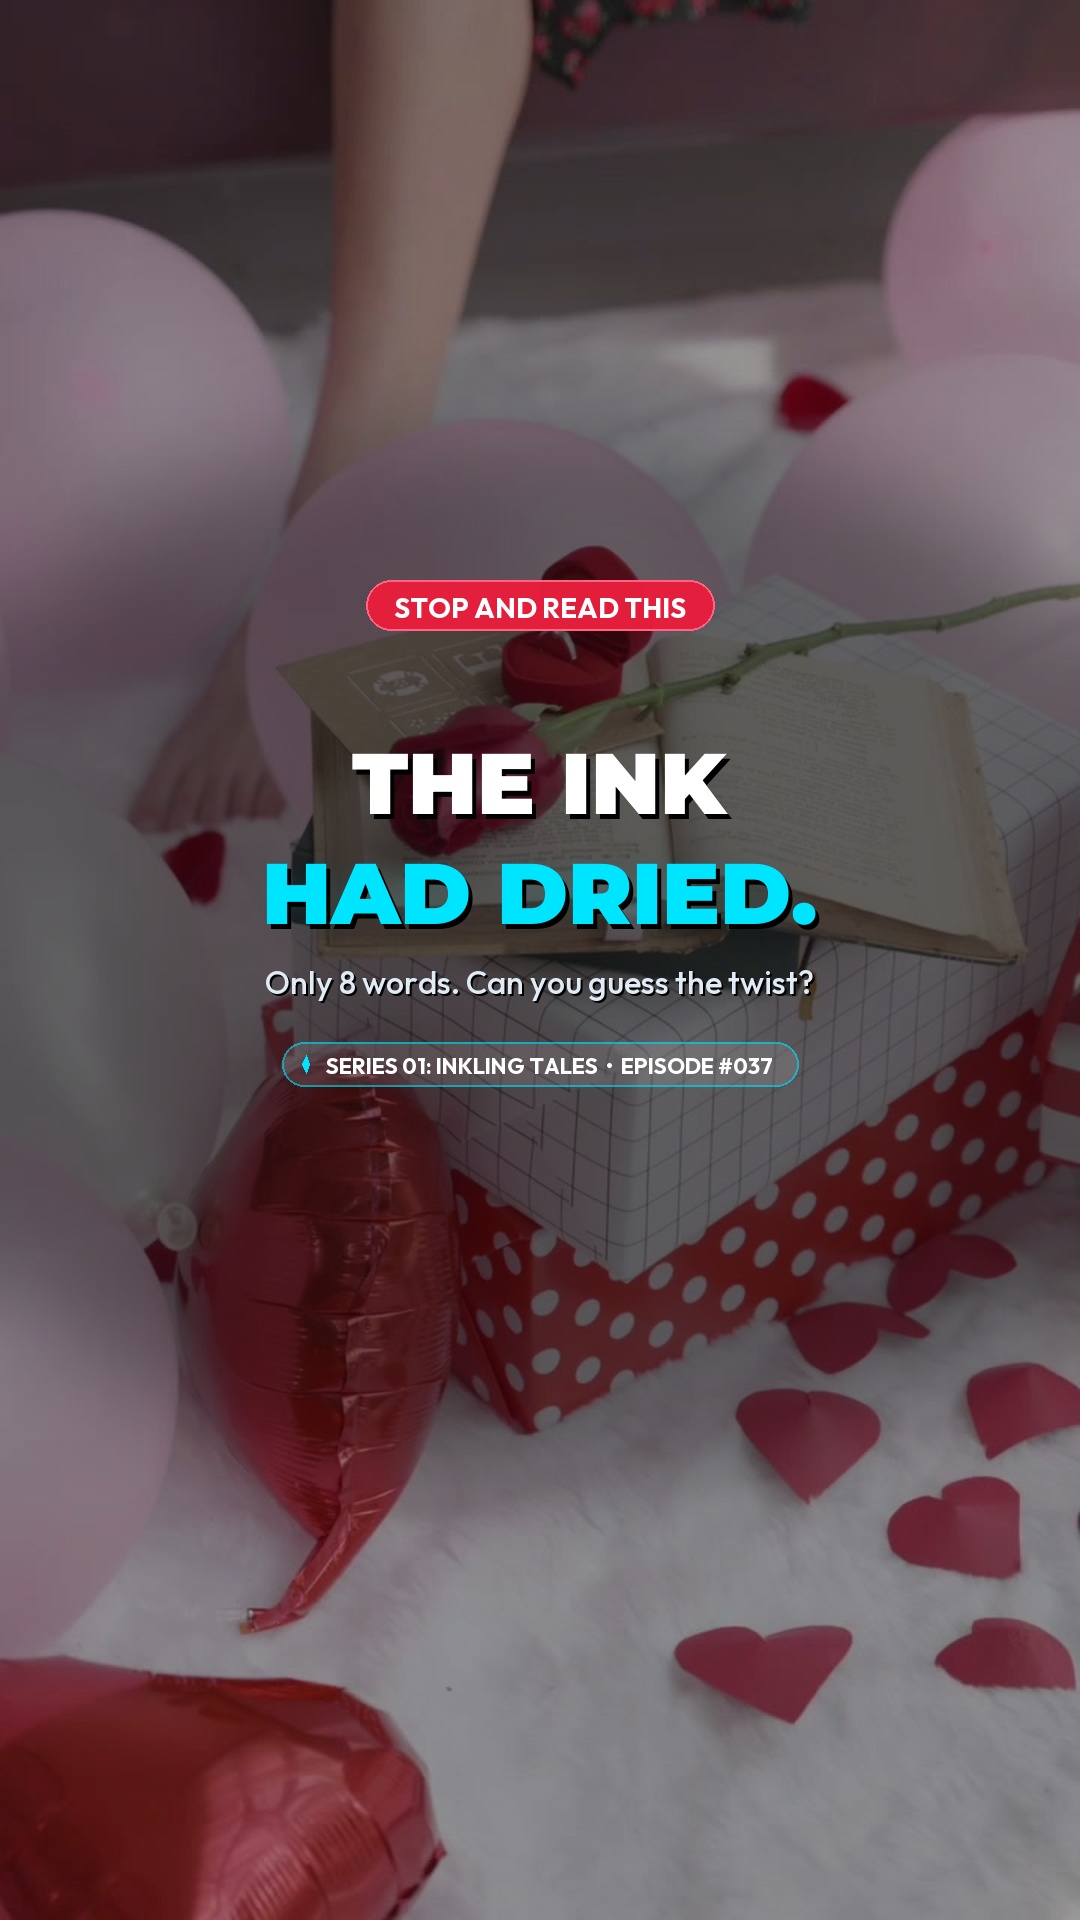 STOP AND READ THIS
THE INK
HAD DRIED.
Only 8 words. Can you guess the twist?
SERIES 01: INKLING TALES • EPISODE #037